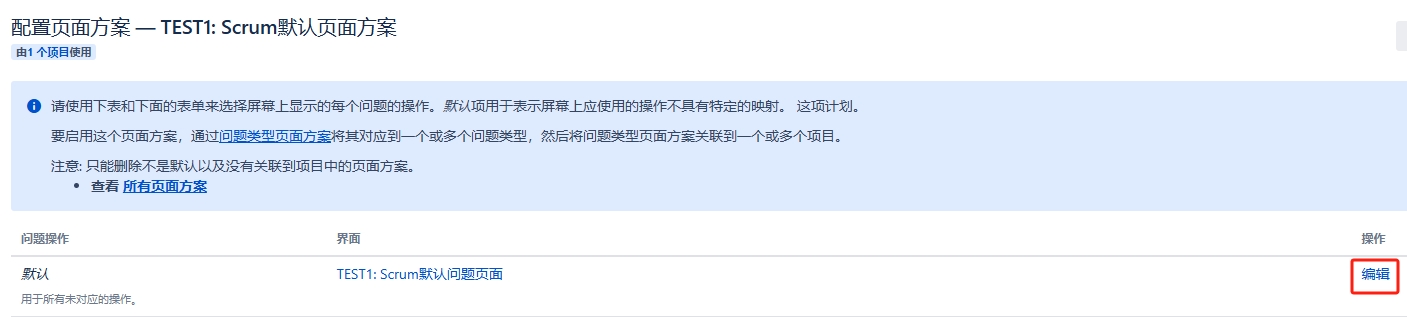 配置页面方案 — TEST1: Scrum默认页面方案
由1 个项目使用
请使用下表和下面的表单来选择屏幕上显示的每个问题的操作。默认项用于表示屏幕上应使用的操作不具有特定的映射。 这项计划。
要启用这个页面方案，通过问题类型页面方案将其对应到一个或多个问题类型，然后将问题类型页面方案关联到一个或多个项目。
注意: 只能删除不是默认以及没有关联到项目中的页面方案。
• 查看 所有页面方案
问题操作 界面 操作
默认 TEST1: Scrum默认问题页面 编辑
用于所有未对应的操作。